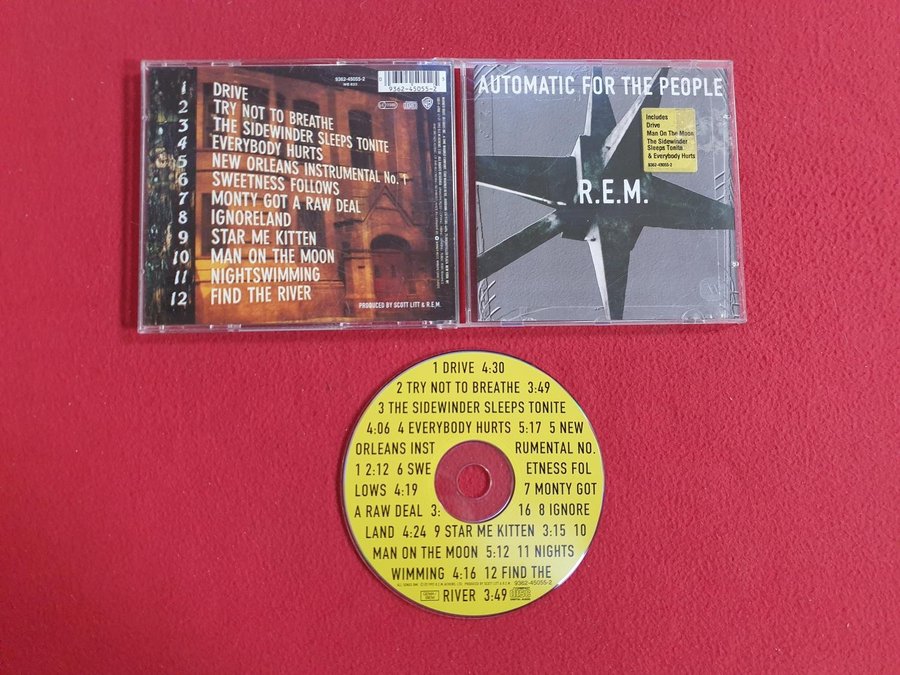 1 DRIVE
2 TRY NOT TO BREATHE
3 THE SIDEWINDER SLEEPS TONITE
4 EVERYBODY HURTS
5 NEW ORLEANS INSTRUMENTAL No. 1
6 SWEETNESS FOLLOWS
7 MONTY GOT A RAW DEAL
8 IGNORELAND
9 STAR ME KITTEN
10 MAN ON THE MOON
11 NIGHTSWIMMING
12 FIND THE RIVER
PRODUCED BY SCOTT LITT & R.E.M.
9362-45055-2
9362-45055-2
AUTOMATIC FOR THE PEOPLE
Includes
Drive
Man On The Moon
The Sidewinder
Sleeps Tonite
& Everybody Hurts
9362-45055-2
R.E.M.
1 DRIVE 4:30
2 TRY NOT TO BREATHE 3:49
3 THE SIDEWINDER SLEEPS TONITE
4:06 4 EVERYBODY HURTS 5:17 5 NEW
ORLEANS INST RUMENTAL NO.
1 2:12 6 SWE ETNESS FOL
LOWS 4:19 7 MONTY GOT
A RAW DEAL 3: 16 8 IGNORE
LAND 4:24 9 STAR ME KITTEN 3:15 10
MAN ON THE MOON 5:12 11 NIGHTS
WIMMING 4:16 12 FIND THE
9362-45055-2
RIVER 3:49